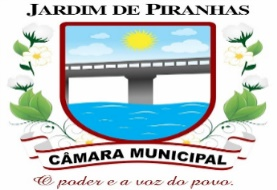 JARDIM DE PIRANHAS
CÂMARA MUNICIPAL
O poder e a voz do povo.